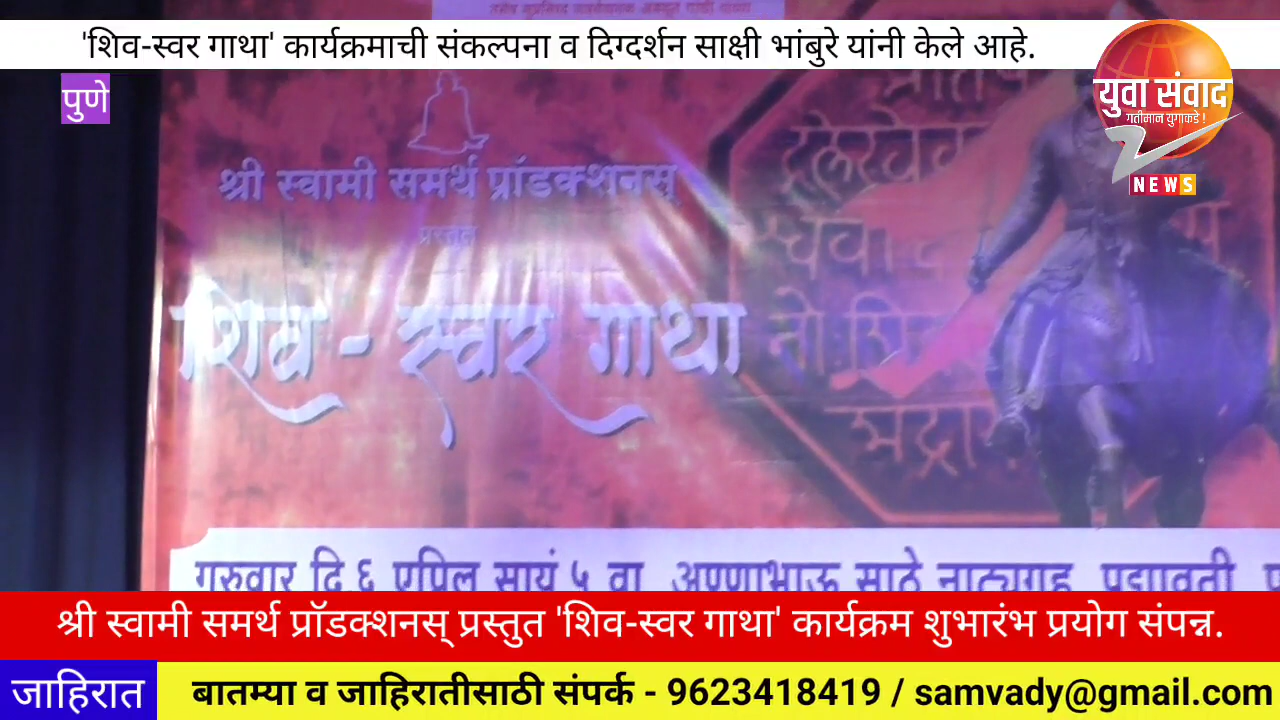 'शिव-स्वर गाथा' कार्यक्रमाची संकल्पना व दिग्दर्शन साक्षी भांबुरे यांनी केले आहे.
पुणे
युवा संवाद
गतीमान युगाकडे !
NEWS
श्री स्वामी समर्थ प्रॉडक्शनस्
प्रस्तुत
शिव - स्वर गाथा
गुरुवार दि ६ एप्रिल सायं ५ वा अण्णाभाऊ साठे नाट्यगृह पद्मावती
श्री स्वामी समर्थ प्रॉडक्शनस् प्रस्तुत 'शिव-स्वर गाथा' कार्यक्रम शुभारंभ प्रयोग संपन्न.
जाहिरात
बातम्या व जाहिरातीसाठी संपर्क - 9623418419 / samvady@gmail.com